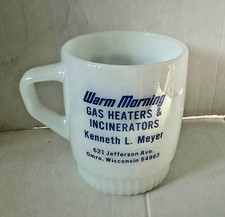 Warm Morning
GAS HEATERS &
INCINERATORS
Kenneth L. Meyer
621 Jefferson Ave.
Omro, Wisconsin 54963